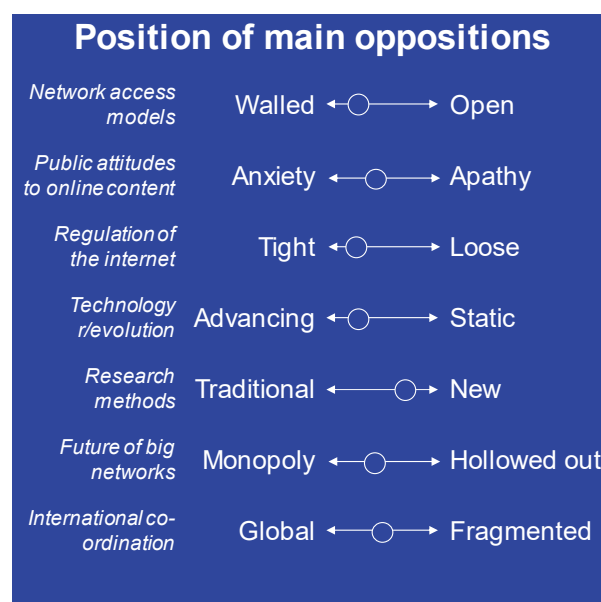 Position of main oppositions
Network access
models
Walled
Open
Public attitudes
to online content
Anxiety
Apathy
Regulation of
the internet
Tight
Loose
Technology
r/evolution
Advancing
Static
Research
methods
Traditional
New
Future of big
networks
Monopoly
Hollowed out
International co-
ordination
Global
Fragmented